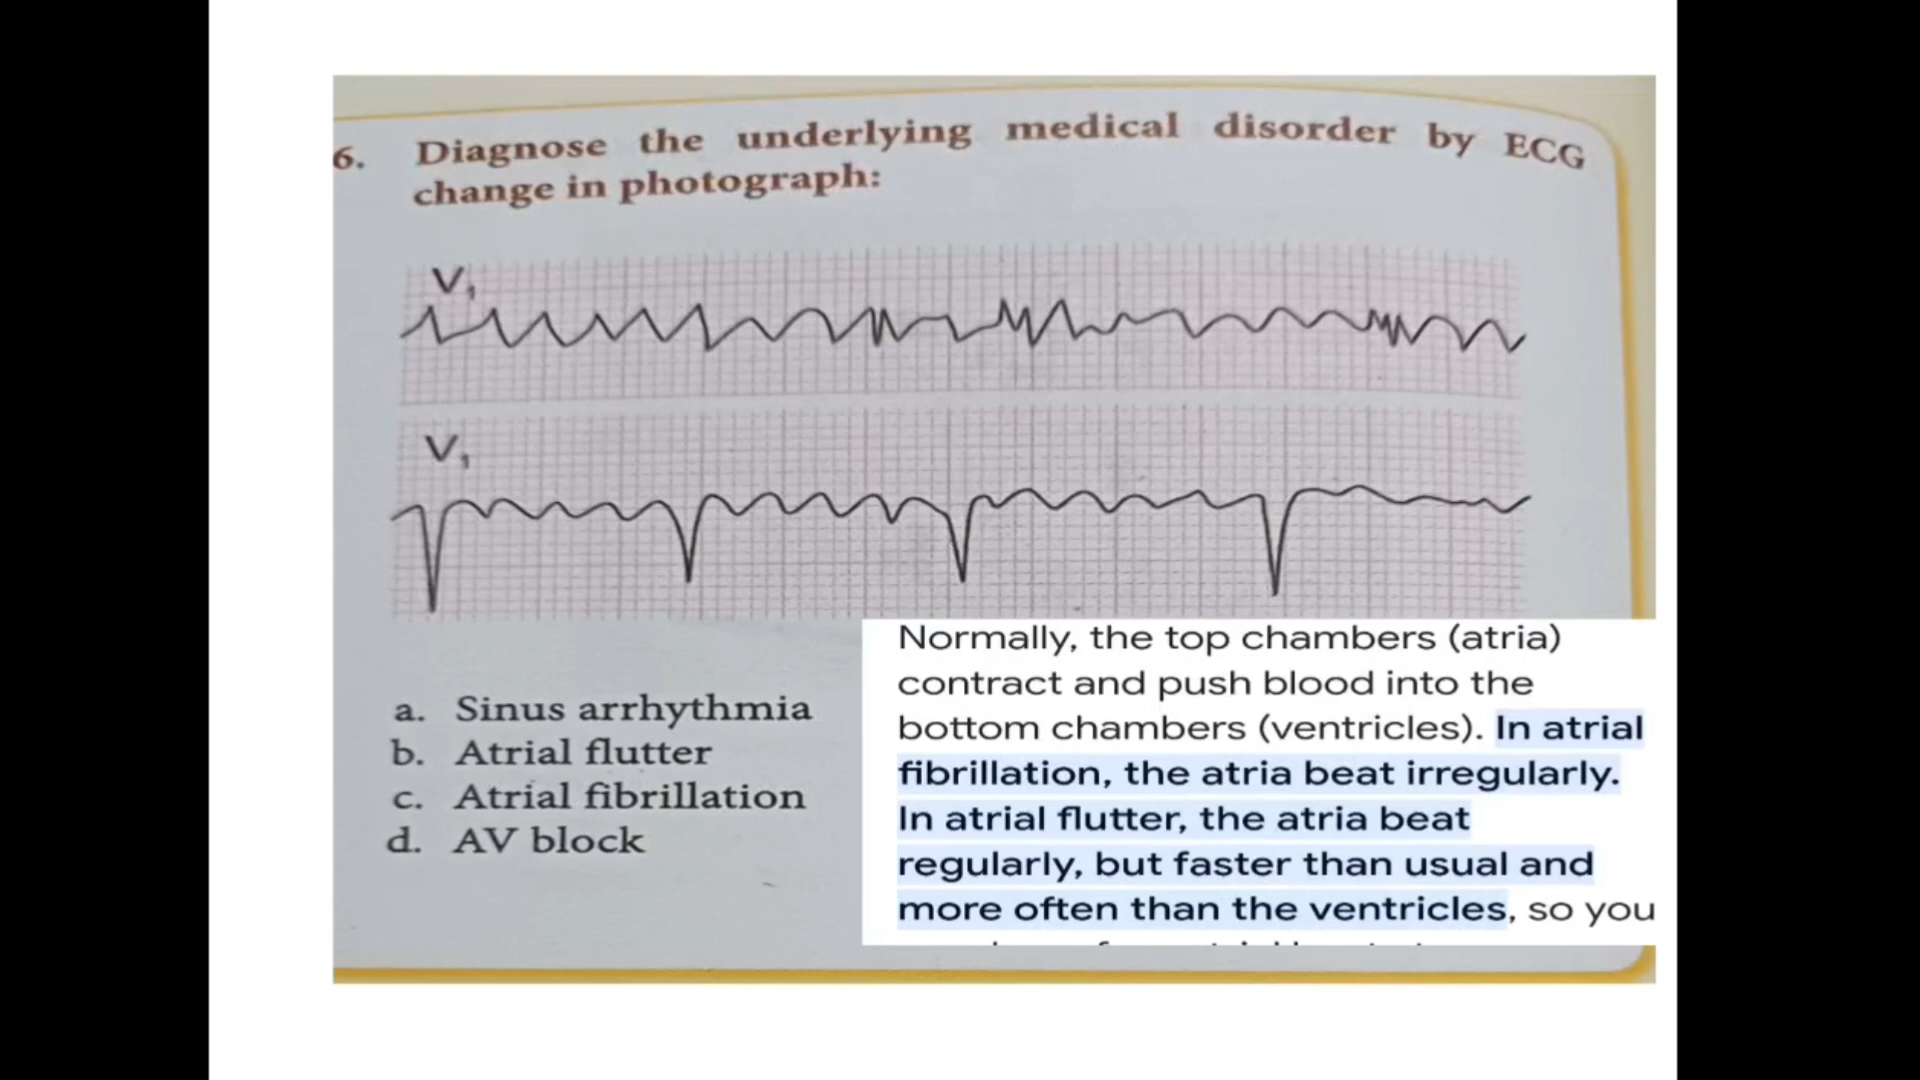 6. Diagnose the underlying medical disorder by ECG
change in photograph:
V1
V1
a. Sinus arrhythmia
b. Atrial flutter
c. Atrial fibrillation
d. AV block
Normally, the top chambers (atria)
contract and push blood into the
bottom chambers (ventricles). In atrial
fibrillation, the atria beat irregularly.
In atrial flutter, the atria beat
regularly, but faster than usual and
more often than the ventricles, so you